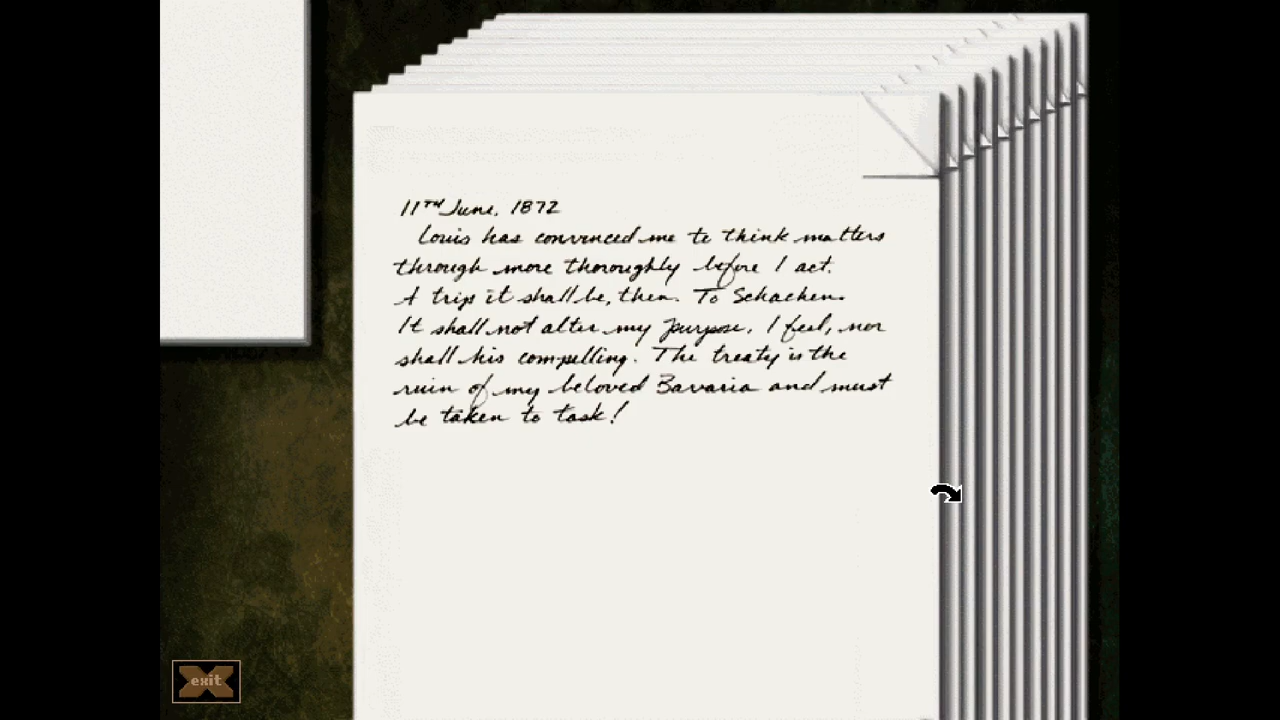 11TH June, 1872
Louis has convinced me to think matters
through more thoroughly before I act.
A trip it shall be, then. To Schachen.
It shall not alter my purpose, I feel, nor
shall his compelling. The treaty is the
ruin of my beloved Bavaria and must
be taken to task!
exit